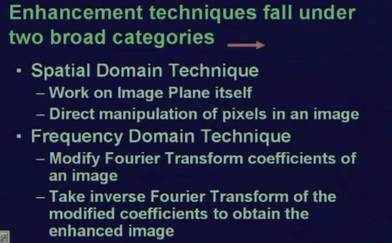 Enhancement techniques fall under
two broad categories
• Spatial Domain Technique
– Work on Image Plane itself
– Direct manipulation of pixels in an image
• Frequency Domain Technique
– Modify Fourier Transform coefficients of
an image
– Take inverse Fourier Transform of the
modified coefficients to obtain the
enhanced image